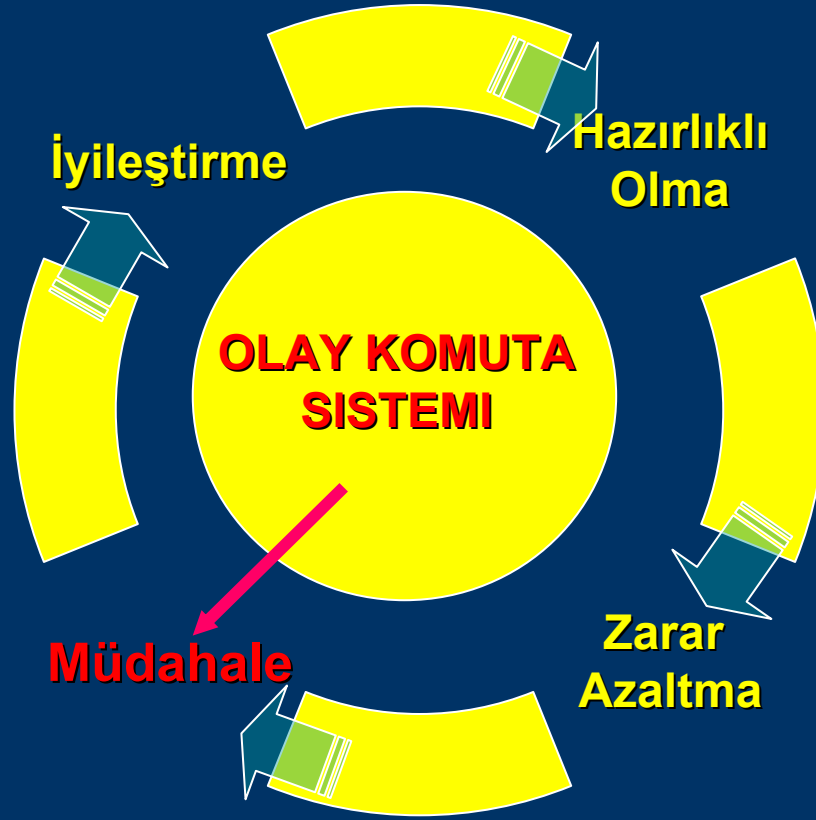 İyileştirme
Hazırlıklı
Olma
OLAY KOMUTA
SISTEMI
Müdahale
Zarar
Azaltma